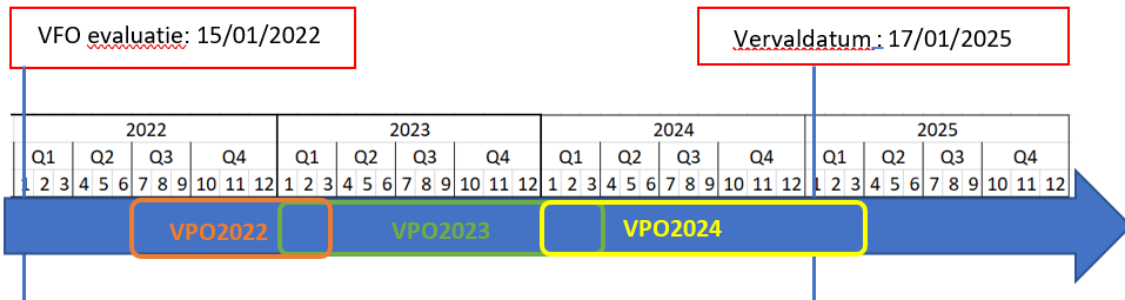 VFO evaluatie: 15/01/2022
Vervaldatum : 17/01/2025
2022 2023 2024 2025
Q1 Q2 Q3 Q4 Q1 Q2 Q3 Q4 Q1 Q2 Q3 Q4 Q1 Q2 Q3 Q4
1 2 3 4 5 6 7 8 9 10 11 12 1 2 3 4 5 6 7 8 9 10 11 12 1 2 3 4 5 6 7 8 9 10 11 12 1 2 3 4 5 6 7 8 9 10 11 12
VPO2022 VPO2023 VPO2024